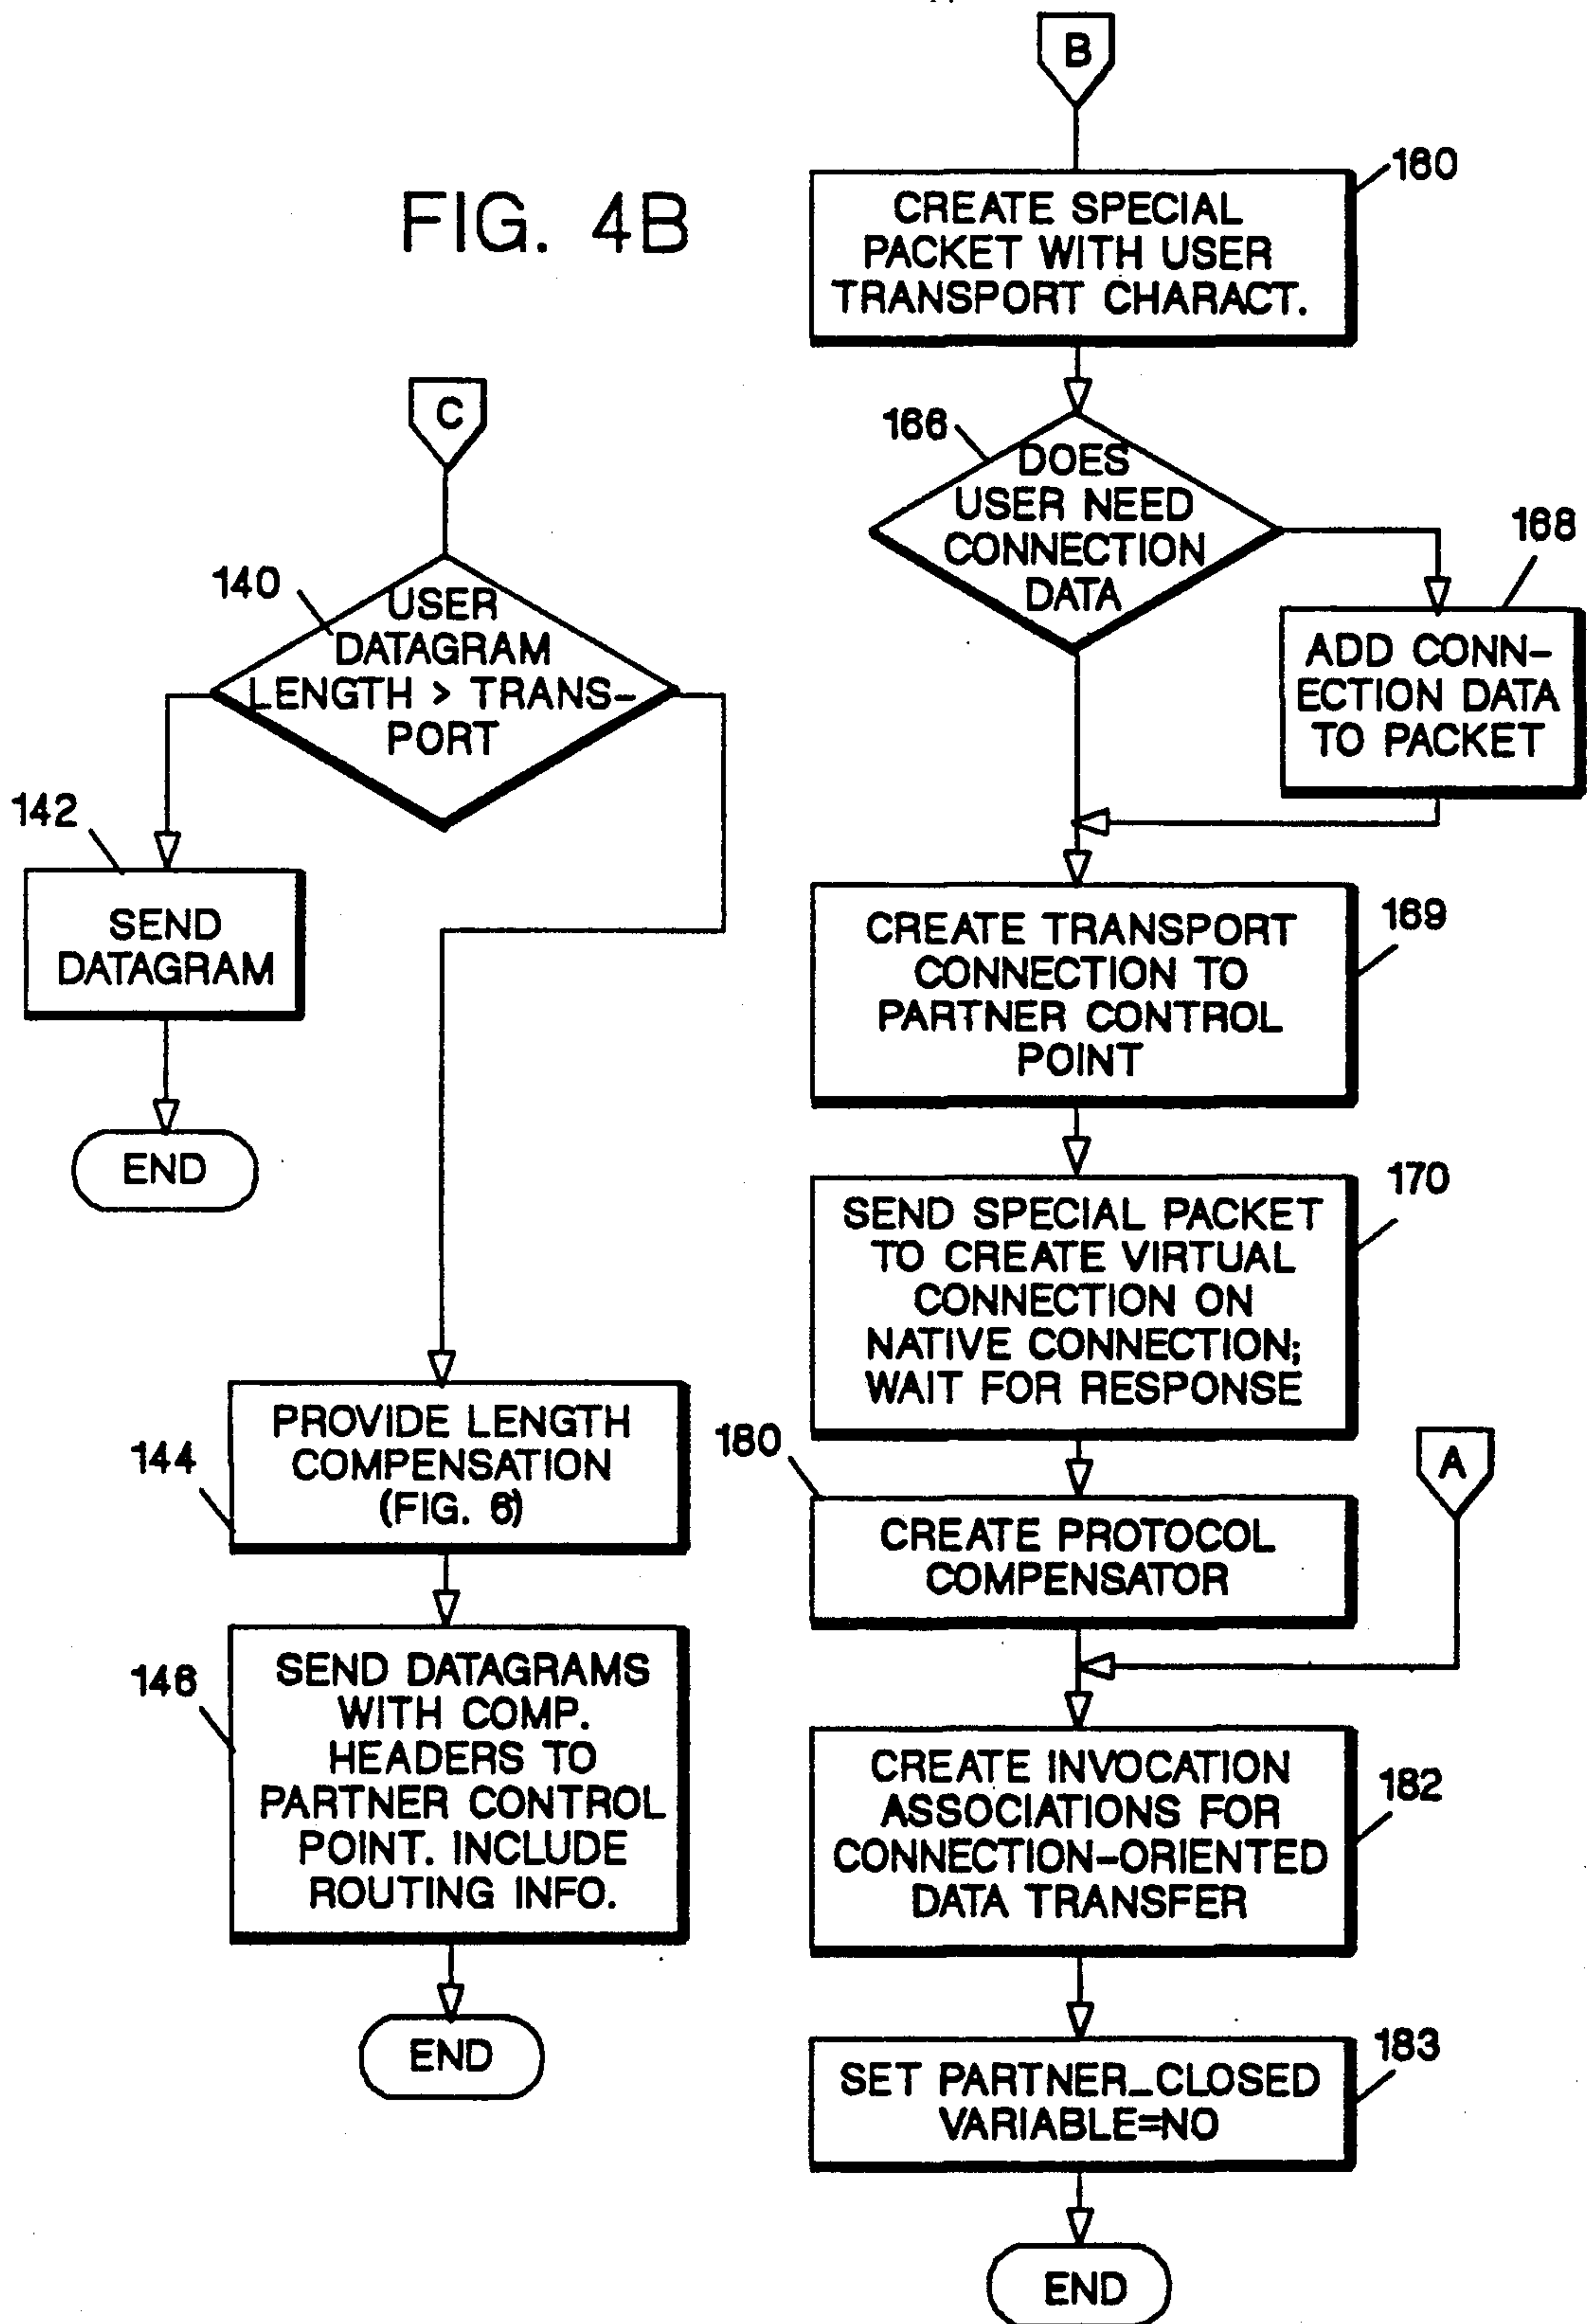 FIG. 4B
B
160
CREATE SPECIAL
PACKET WITH USER
TRANSPORT CHARACT.
166
DOES
USER NEED
CONNECTION
DATA
168
ADD CONN-
ECTION DATA
TO PACKET
169
CREATE TRANSPORT
CONNECTION TO
PARTNER CONTROL
POINT
170
SEND SPECIAL PACKET
TO CREATE VIRTUAL
CONNECTION ON
NATIVE CONNECTION;
WAIT FOR RESPONSE
180
CREATE PROTOCOL
COMPENSATOR
A
182
CREATE INVOCATION
ASSOCIATIONS FOR
CONNECTION-ORIENTED
DATA TRANSFER
183
SET PARTNER_CLOSED
VARIABLE=NO
END
C
140
USER
DATAGRAM
LENGTH > TRANS-
PORT
142
SEND
DATAGRAM
END
144
PROVIDE LENGTH
COMPENSATION
(FIG. 6)
146
SEND DATAGRAMS
WITH COMP.
HEADERS TO
PARTNER CONTROL
POINT. INCLUDE
ROUTING INFO.
END